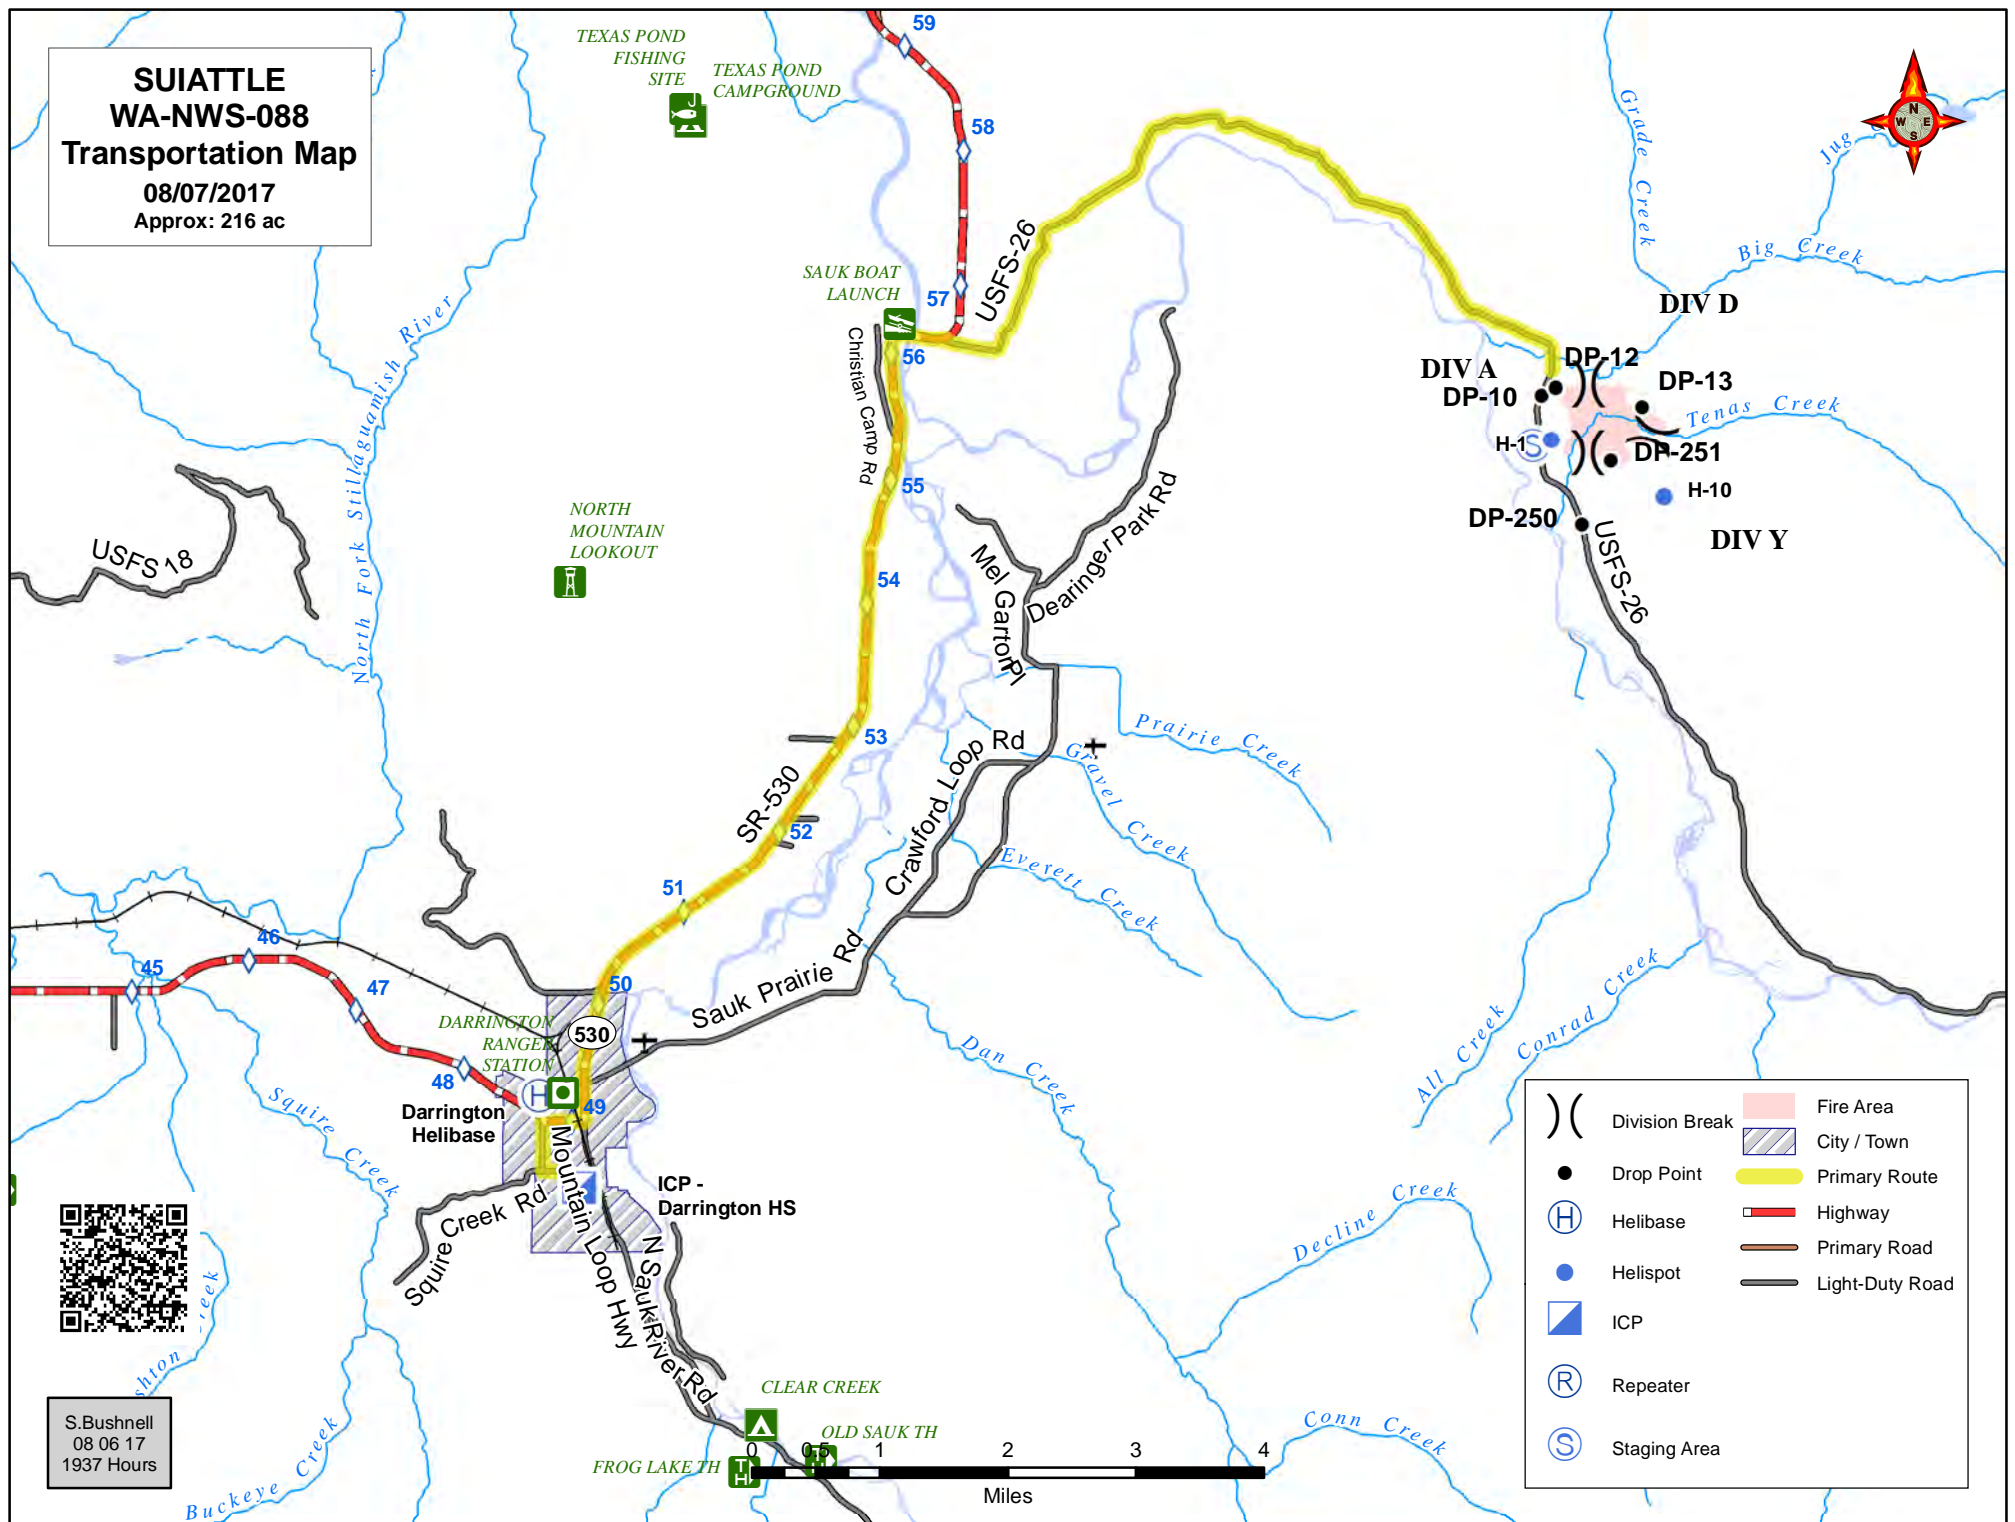 SUIATTLE
WA-NWS-088
Transportation Map
08/07/2017
Approx: 216 ac
TEXAS POND
FISHING
SITE
TEXAS POND
CAMPGROUND
59
58
57
N
W E
S
Grade Creek
Jug
Big Creek
USFS-26
SAUK BOAT
LAUNCH
56
Christian Camp Rd
North Fork Stillaguamish River
DIV D
DIV A
DP-12
DP-10
DP-13
Tenas Creek
H-1
S
DP-251
H-10
DP-250
DIV Y
USFS-26
55
54
53
52
51
50
SR-530
USFS 18
NORTH
MOUNTAIN
LOOKOUT
Mel Garton Pl
Dearinger Park Rd
Prairie Creek
Gravel Creek
Crawford Loop Rd
Everett Creek
Sauk Prairie Rd
45
46
47
48
49
530
DARRINGTON
RANGER
STATION
H
Darrington
Helibase
Squire Creek
Squire Creek Rd
Mountain Loop Hwy
ICP -
Darrington HS
N Sauk River Rd
Dan Creek
All Creek
Conrad Creek
Decline Creek
Conn Creek
shton Creek
Buckeye Creek
CLEAR CREEK
OLD SAUK TH
FROG LAKE TH
TH
0 0.5 1 2 3 4
Miles
S.Bushnell
08 06 17
1937 Hours
Division Break
Drop Point
H Helibase
Helispot
ICP
R Repeater
S Staging Area
Fire Area
City / Town
Primary Route
Highway
Primary Road
Light-Duty Road